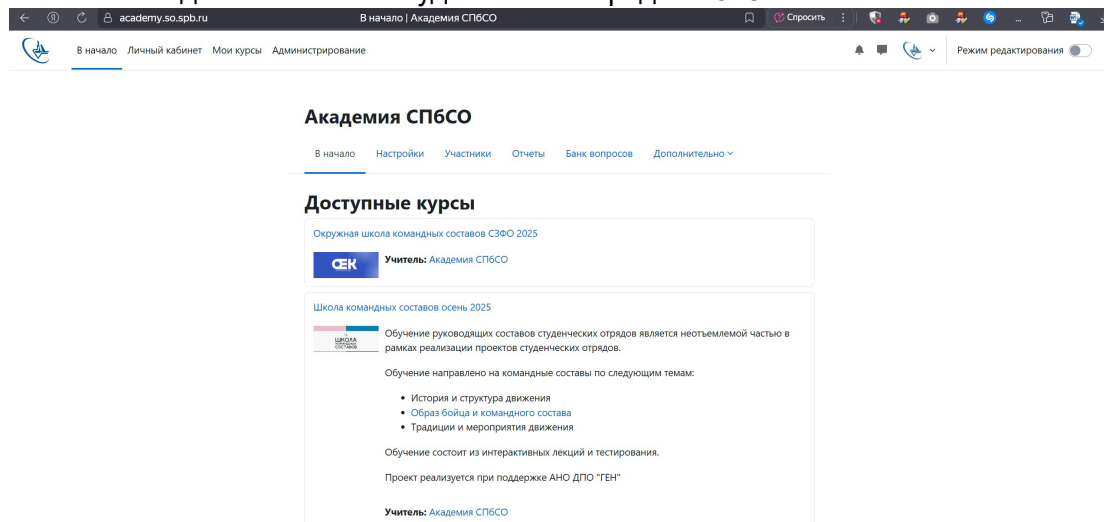 academy.so.spb.ru
В начало | Академия СПбСО
Спросить
В начало Личный кабинет Мои курсы Администрирование
Режим редактирования
Академия СПбСО
В начало Настройки Участники Отчеты Банк вопросов Дополнительно
Доступные курсы
Окружная школа командных составов СЗФО 2025
Учитель: Академия СПбСО
Школа командных составов осень 2025
ШКОЛА
Обучение руководящих составов студенческих отрядов является неотъемлемой частью в
рамках реализации проектов студенческих отрядов.
Обучение направлено на командные составы по следующим темам:
• История и структура движения
• Образ бойца и командного состава
• Традиции и мероприятия движения
Обучение состоит из интерактивных лекций и тестирования.
Проект реализуется при поддержке АНО ДПО "ГЕН"
Учитель: Академия СПбСО